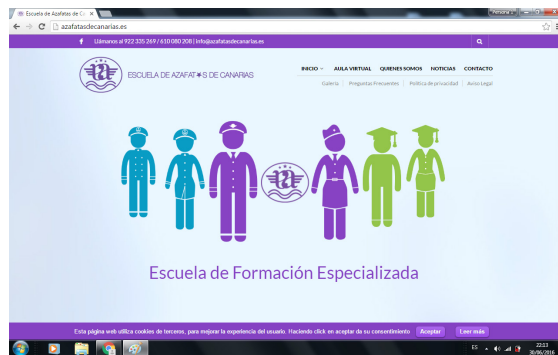 Escuela de Azafatas de Ca
azafatasdecanarias.es
Llámanos al 922 335 269 / 610 080 208 | info@azafatasdecanarias.es
ESCUELA DE AZAFAT★S DE CANARIAS
INICIO AULA VIRTUAL QUIENES SOMOS NOTICIAS CONTACTO
Galería | Preguntas Frecuentes | Política de privacidad | Aviso Legal
Escuela de Formación Especializada
Esta página web utiliza cookies de terceros, para mejorar la experiencia del usuario. Haciendo click en aceptar da su consentimiento Aceptar Leer más
ES 22:13
30/06/2016